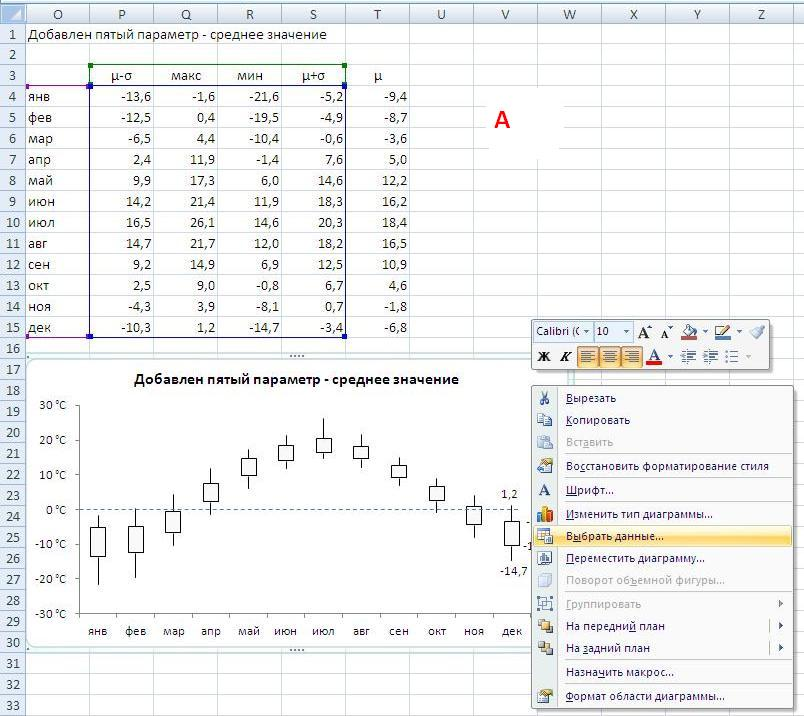 O P Q R S T U V W X Y Z
1 Добавлен пятый параметр - среднее значение
2
3 μ-σ макс мин μ+σ μ
4 янв -13,6 -1,6 -21,6 -5,2 -9,4
5 фев -12,5 0,4 -19,5 -4,9 -8,7
6 мар -6,5 4,4 -10,4 -0,6 -3,6
7 апр 2,4 11,9 -1,4 7,6 5,0
8 май 9,9 17,3 6,0 14,6 12,2
9 июн 14,2 21,4 11,9 18,3 16,2
10 июл 16,5 26,1 14,6 20,3 18,4
11 авг 14,7 21,7 12,0 18,2 16,5
12 сен 9,2 14,9 6,9 12,5 10,9
13 окт 2,5 9,0 -0,8 6,7 4,6
14 ноя -4,3 3,9 -8,1 0,7 -1,8
15 дек -10,3 1,2 -14,7 -3,4 -6,8
А
16
17
18
19
20
21
22
23
24
25
26
27
28
29
30
31
32
33
Добавлен пятый параметр - среднее значение
30 °C
20 °C
10 °C
0 °C
-10 °C
-20 °C
-30 °C
1,2
-14,7
янв фев мар апр май июн июл авг сен окт ноя дек
Calibri (С 10 A A
Ж К A
Вырезать
Копировать
Вставить
Восстановить форматирование стиля
A Шрифт...
Изменить тип диаграммы...
Выбрать данные...
Переместить диаграмму...
Поворот объемной фигуры...
Группировать
На передний план
На задний план
Назначить макрос...
Формат области диаграммы...